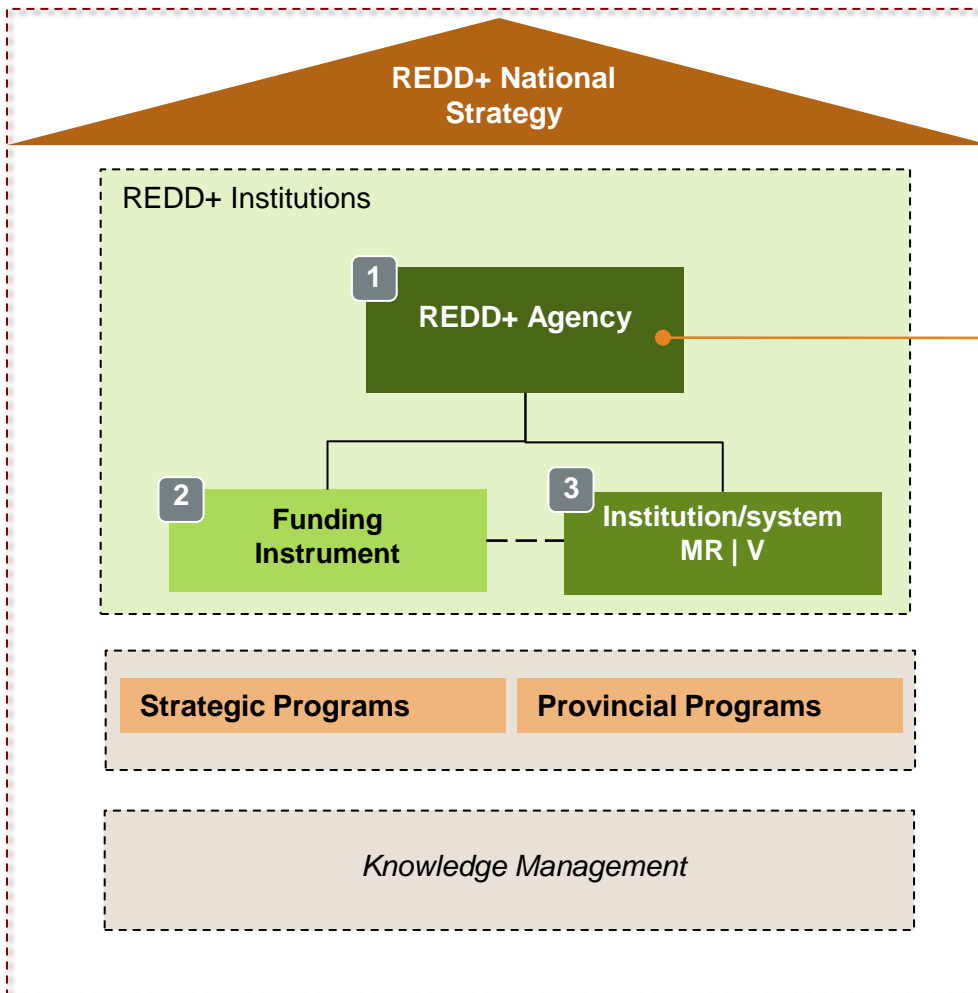 REDD+ National
Strategy
REDD+ Institutions
1
REDD+ Agency
2
Funding
Instrument
3
Institution/system
MR | V
Strategic Programs
Provincial Programs
Knowledge Management